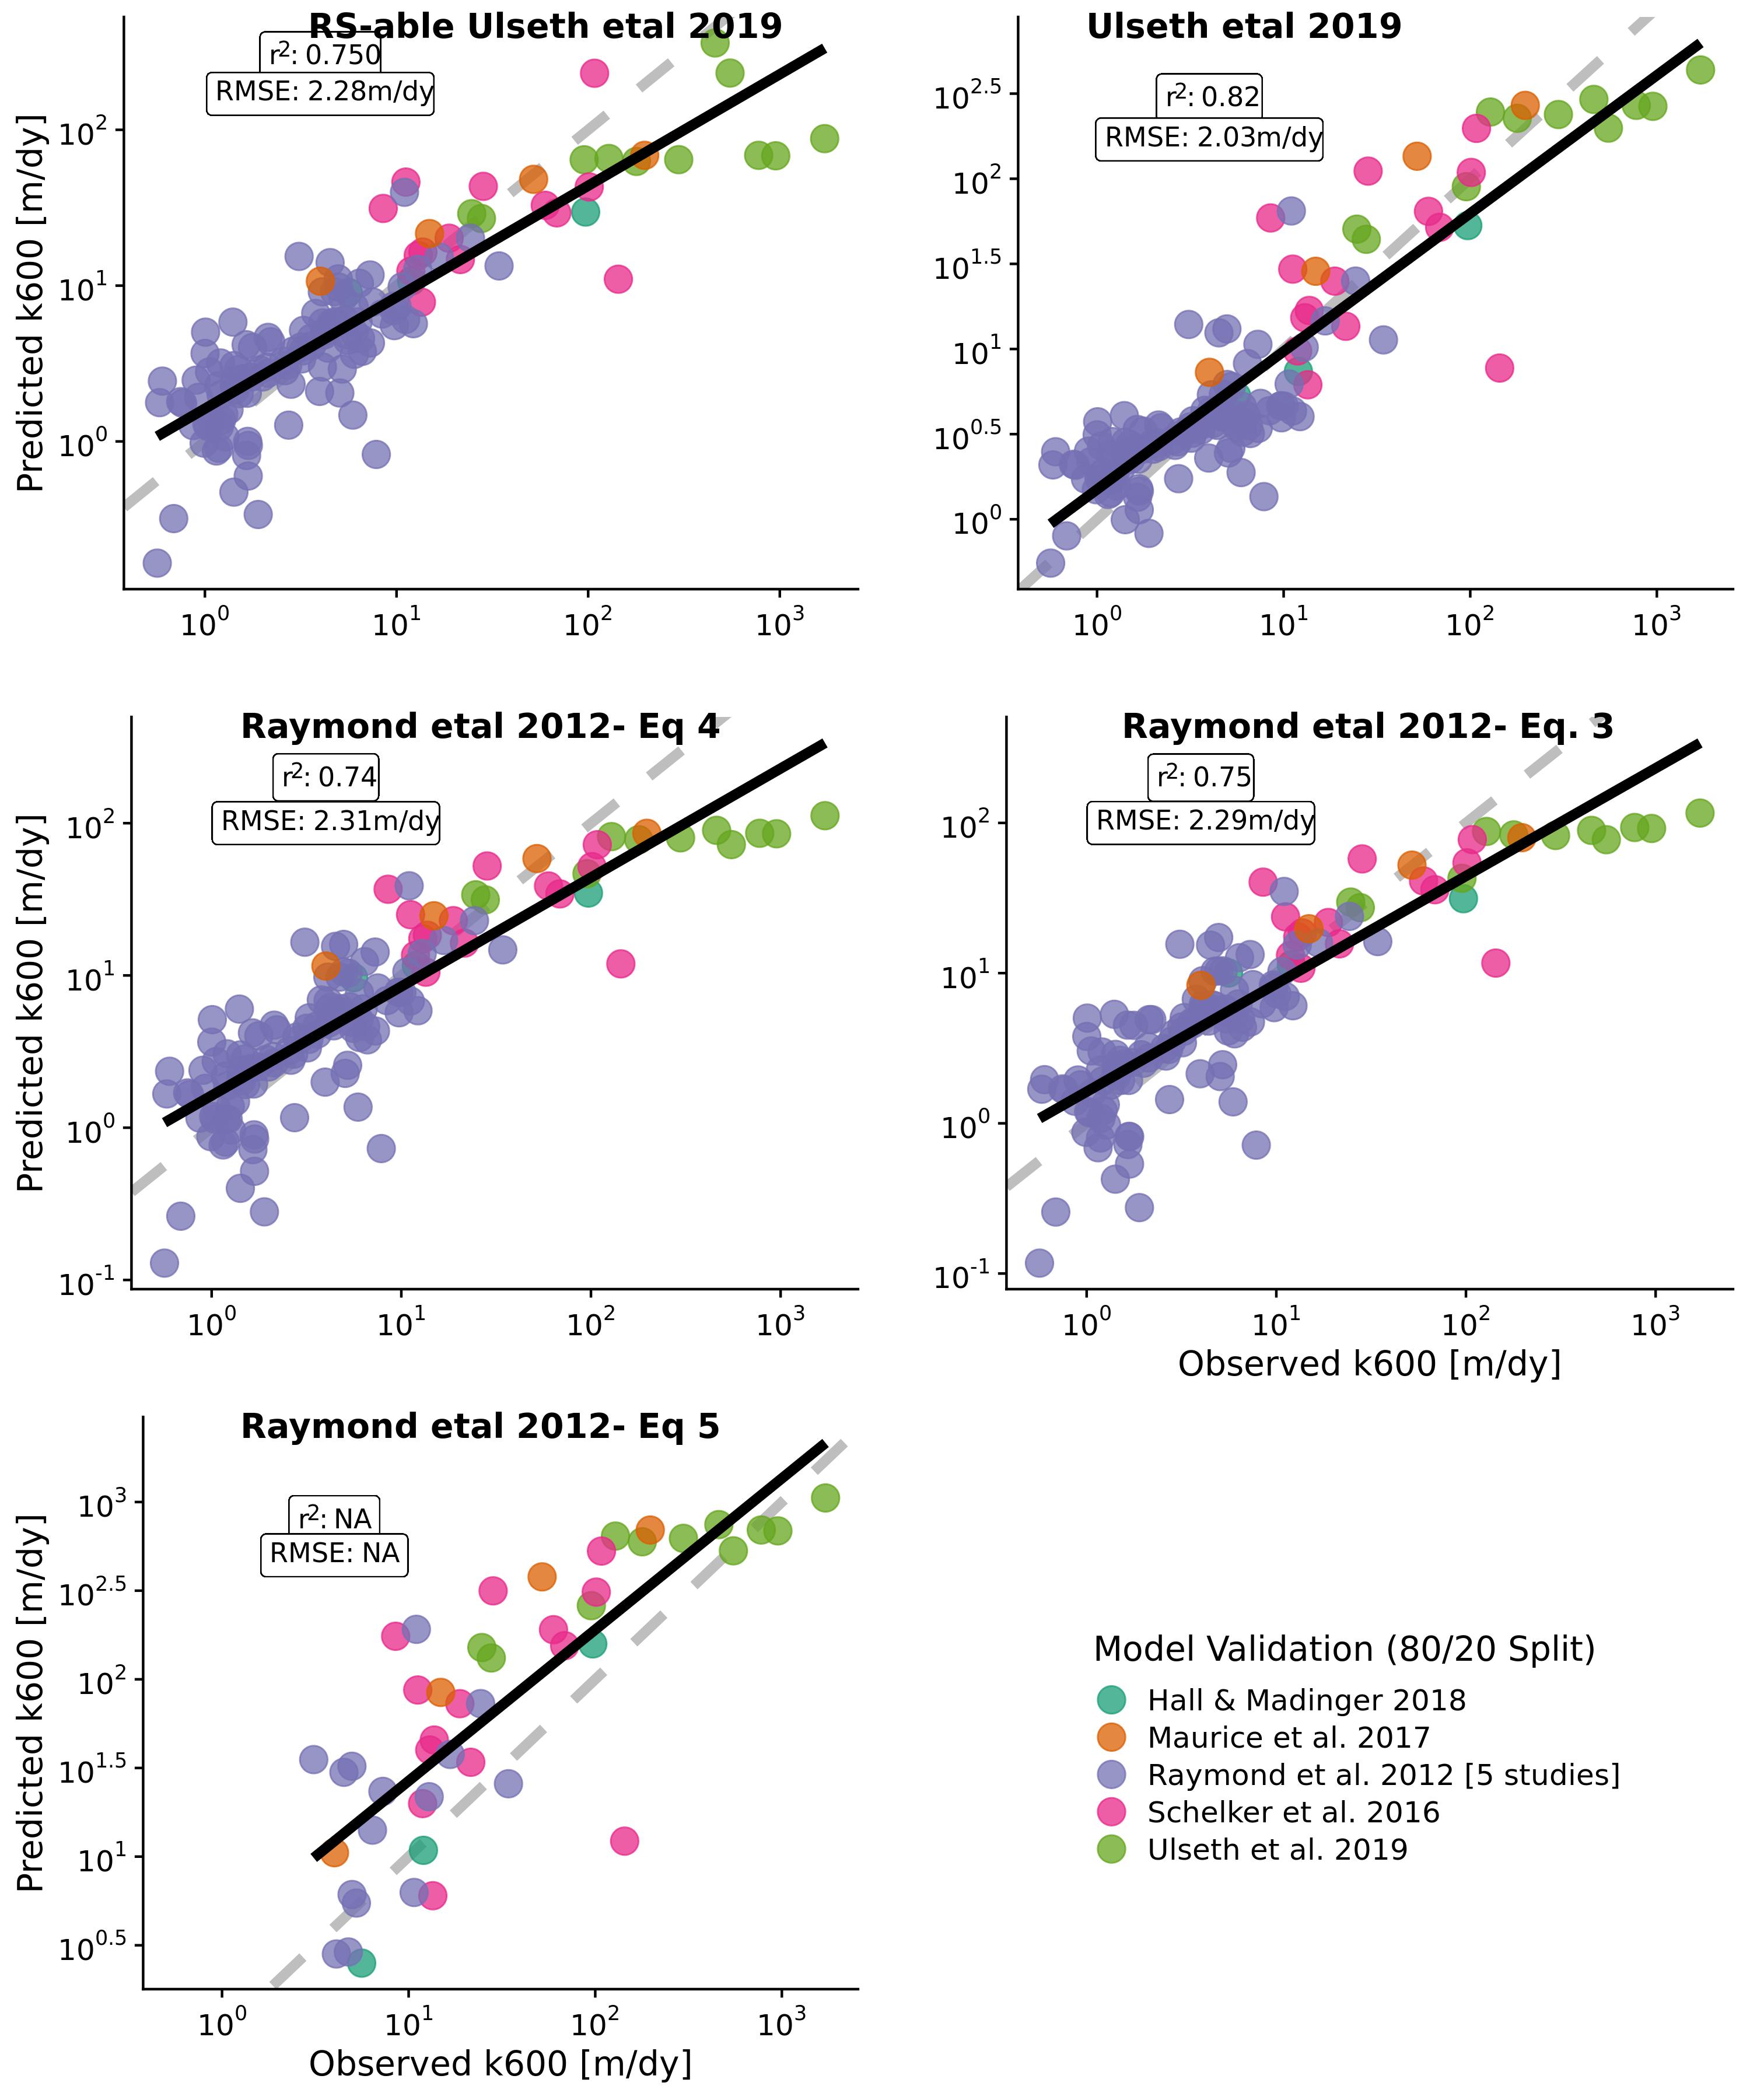 RS-able Ulseth etal 2019
r²: 0.750
RMSE: 2.28m/dy
Predicted k600 [m/dy]
10²
10¹
10⁰
10⁰ 10¹ 10² 10³
Ulseth etal 2019
r²: 0.82
RMSE: 2.03m/dy
10^2.5
10²
10^1.5
10¹
10^0.5
10⁰
10⁰ 10¹ 10² 10³
Raymond etal 2012- Eq 4
r²: 0.74
RMSE: 2.31m/dy
Predicted k600 [m/dy]
10²
10¹
10⁰
10⁻¹
10⁰ 10¹ 10² 10³
Raymond etal 2012- Eq. 3
r²: 0.75
RMSE: 2.29m/dy
10²
10¹
10⁰
10⁻¹
10⁰ 10¹ 10² 10³
Observed k600 [m/dy]
Raymond etal 2012- Eq 5
r²: NA
RMSE: NA
Predicted k600 [m/dy]
10³
10^2.5
10²
10^1.5
10¹
10^0.5
10⁰ 10¹ 10² 10³
Observed k600 [m/dy]
Model Validation (80/20 Split)
Hall & Madinger 2018
Maurice et al. 2017
Raymond et al. 2012 [5 studies]
Schelker et al. 2016
Ulseth et al. 2019